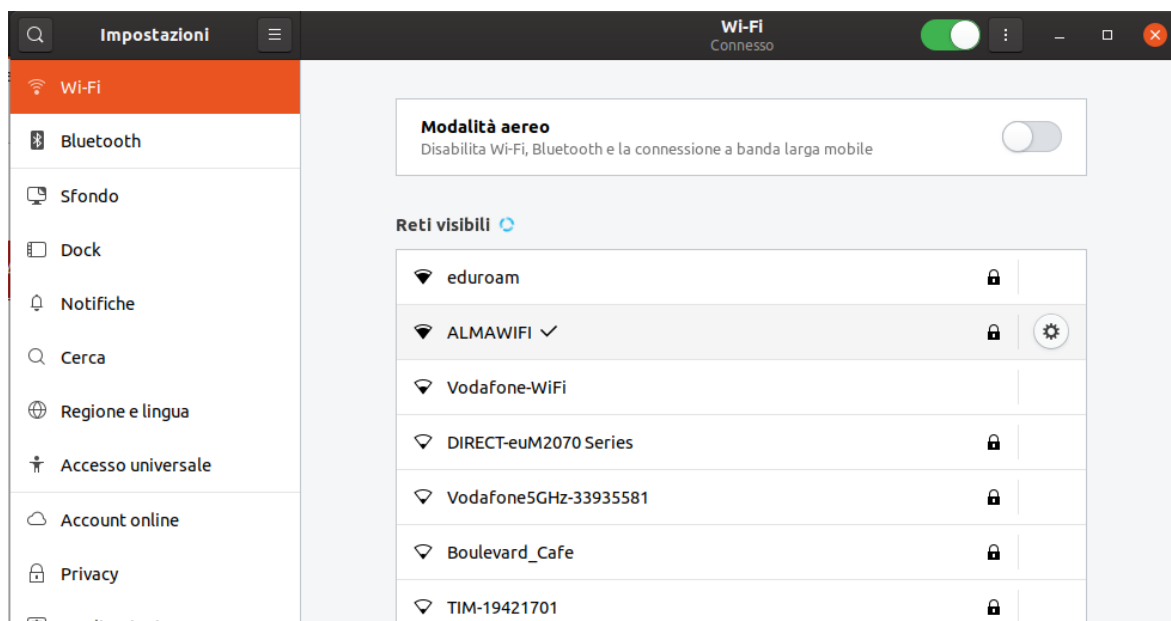 Impostazioni
Wi-Fi
Connesso
Wi-Fi
Bluetooth
Sfondo
Dock
Notifiche
Cerca
Regione e lingua
Accesso universale
Account online
Privacy
Modalità aereo
Disabilita Wi-Fi, Bluetooth e la connessione a banda larga mobile
Reti visibili
eduroam
ALMAWIFI
Vodafone-WiFi
DIRECT-euM2070 Series
Vodafone5GHz-33935581
Boulevard_Cafe
TIM-19421701